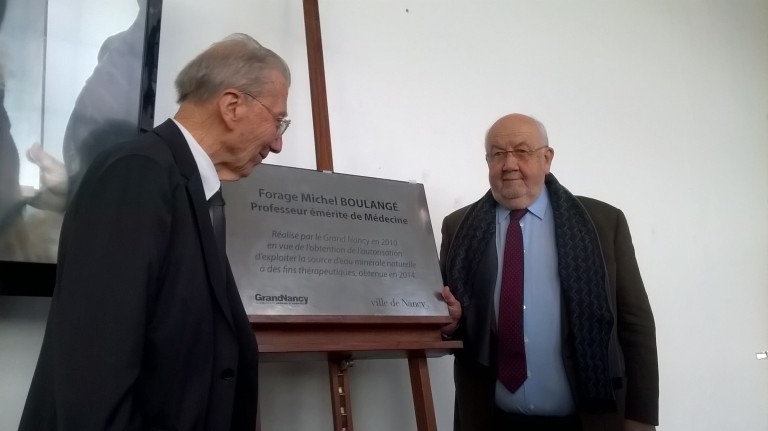 Forage Michel BOULANGÉ
Professeur émérite de Médecine
Réalisé par le Grand Nancy en 2010
en vue de l'obtention de l'autorisation
d'exploiter la source d'eau minérale naturelle
à des fins thérapeutiques, obtenue en 2014.
GrandNancy
ville de Nancy